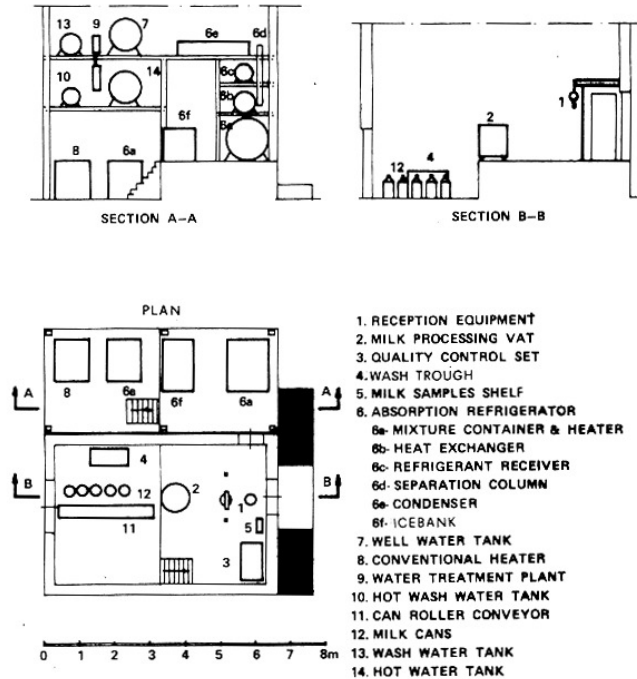 13 9 7 6e 6d
10 14 6c
6b
6f 6a
8 6a
SECTION A–A
1
2
12 4
SECTION B–B
PLAN
A A
8 6e 6f 6a
4
B B
12 2 1
11 5
3
0 1 2 3 4 5 6 7 8m
1. RECEPTION EQUIPMENT
2. MILK PROCESSING VAT
3. QUALITY CONTROL SET
4. WASH TROUGH
5. MILK SAMPLES SHELF
6. ABSORPTION REFRIGERATOR
6a- MIXTURE CONTAINER & HEATER
6b- HEAT EXCHANGER
6c- REFRIGERANT RECEIVER
6d- SEPARATION COLUMN
6e- CONDENSER
6f- ICEBANK
7. WELL WATER TANK
8. CONVENTIONAL HEATER
9. WATER TREATMENT PLANT
10. HOT WASH WATER TANK
11. CAN ROLLER CONVEYOR
12. MILK CANS
13. WASH WATER TANK
14. HOT WATER TANK